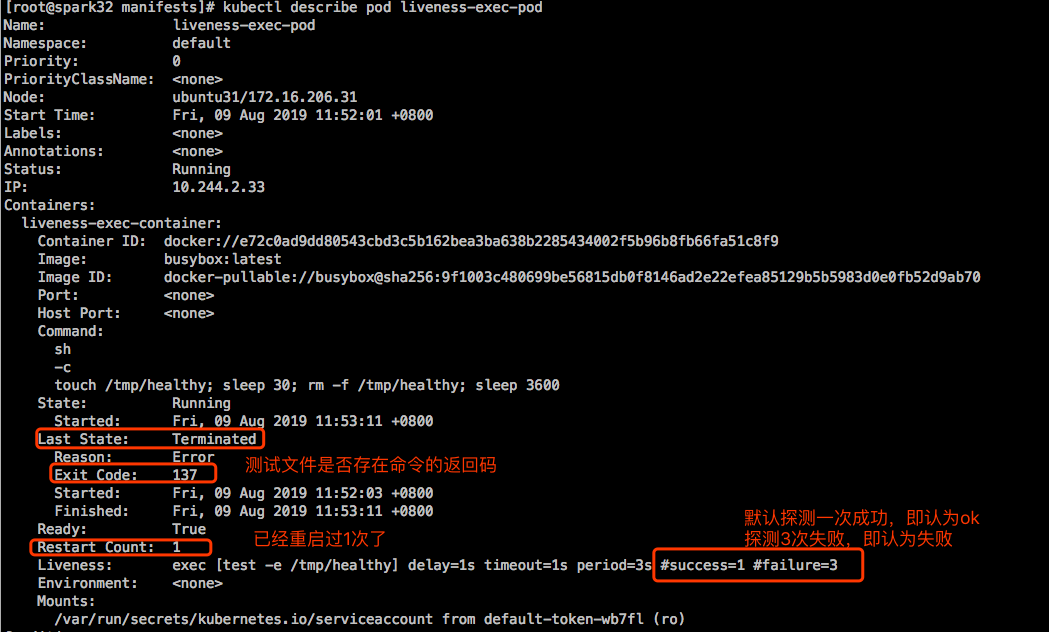 [root@spark32 manifests]# kubectl describe pod liveness-exec-pod
Name: liveness-exec-pod
Namespace: default
Priority: 0
PriorityClassName: <none>
Node: ubuntu31/172.16.206.31
Start Time: Fri, 09 Aug 2019 11:52:01 +0800
Labels: <none>
Annotations: <none>
Status: Running
IP: 10.244.2.33
Containers:
liveness-exec-container:
Container ID: docker://e72c0ad9dd80543cbd3c5b162bea3ba638b2285434002f5b96b8fb66fa51c8f9
Image: busybox:latest
Image ID: docker-pullable://busybox@sha256:9f1003c480699be56815db0f8146ad2e22efea85129b5b5983d0e0fb52d9ab70
Port: <none>
Host Port: <none>
Command:
sh
-c
touch /tmp/healthy; sleep 30; rm -f /tmp/healthy; sleep 3600
State: Running
Started: Fri, 09 Aug 2019 11:53:11 +0800
Last State: Terminated
Reason: Error
测试文件是否存在命令的返回码
Exit Code: 137
Started: Fri, 09 Aug 2019 11:52:03 +0800
Finished: Fri, 09 Aug 2019 11:53:11 +0800
默认探测一次成功，即认为ok
探测3次失败，即认为失败
Ready: True
已经重启过1次了
Restart Count: 1
Liveness: exec [test -e /tmp/healthy] delay=1s timeout=1s period=3s #success=1 #failure=3
Environment: <none>
Mounts:
/var/run/secrets/kubernetes.io/serviceaccount from default-token-wb7fl (ro)